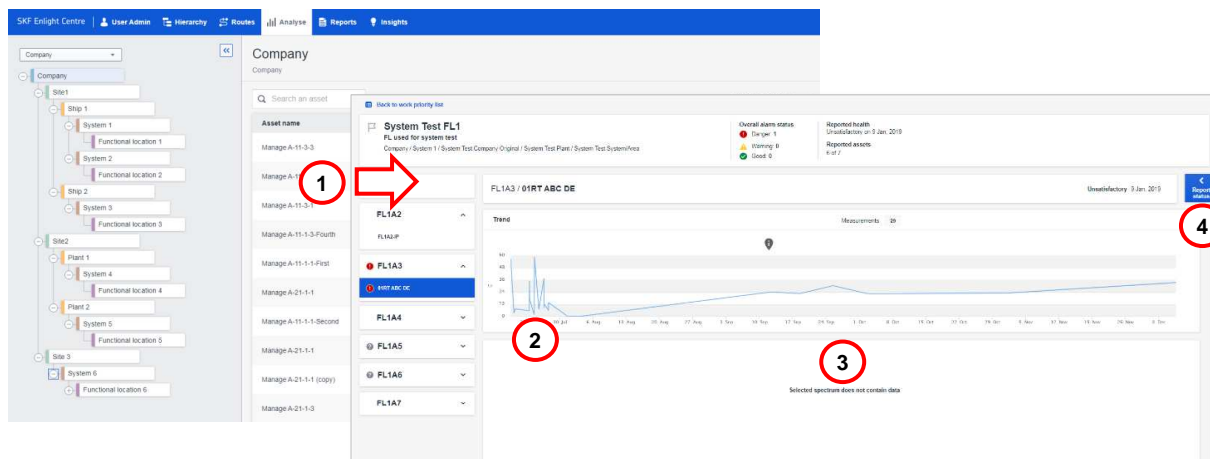 SKF Enlight Centre
User Admin
Hierarchy
Routes
Analyse
Reports
Insights
Company
Company
Site1
Ship 1
System 1
Functional location 1
System 2
Functional location 2
Ship 2
System 3
Functional location 3
Site2
Plant 1
System 4
Functional location 4
Plant 2
System 5
Functional location 5
Site 3
System 6
Functional location 6
Company
Company
Search an asset
Asset name
Manage A-11-3-3
Manage A-11-3-1
Manage A-11-1-3-Fourth
Manage A-11-1-1-First
Manage A-21-1-1
Manage A-11-1-1-Second
Manage A-21-1-1
Manage A-21-1-1 (copy)
Manage A-21-1-3
Back to work priority list
System Test FL1
FL used for system test
Company / System 1 / System Test Company Original / System Test Plant / System Test System/Area
Overall alarm status
Danger: 1
Warning: 0
Good: 0
Reported health
Unsatisfactory on 9 Jan, 2019
Reported assets
6 of 7
1
FL1A2
FL1A2-P
FL1A3
01RT ABC DE
FL1A4
FL1A5
FL1A6
FL1A7
FL1A3 / 01RT ABC DE
Unsatisfactory 9 Jan, 2019
Report status
4
Trend
Measurements
20
2
3
Selected spectrum does not contain data